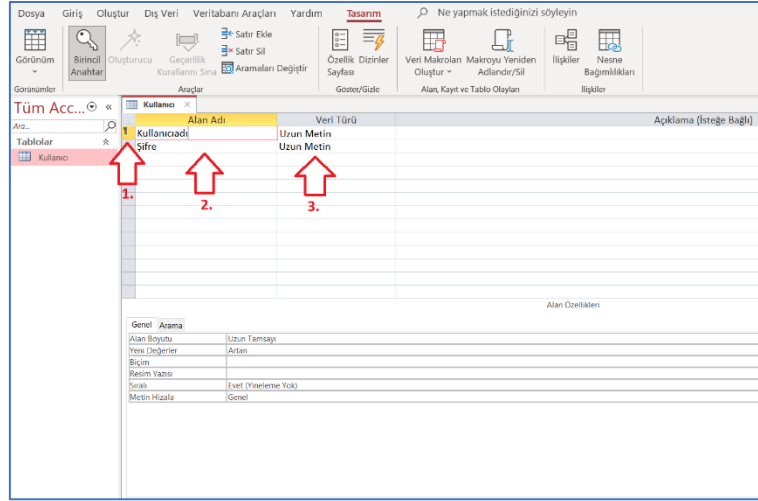 Dosya Giriş Oluştur Dış Veri Veritabanı Araçları Yardım Tasarım Ne yapmak istediğinizi söyleyin
Görünüm
Birincil Anahtar
Oluşturucu
Geçerlilik Kurallarını Sına
Satır Ekle
Satır Sil
Aramaları Değiştir
Özellik Sayfası
Dizinler
Veri Makroları Oluştur
Makroyu Yeniden Adlandır/Sil
İlişkiler
Nesne Bağımlılıkları
Görünümler Araçlar Göster/Gizle Alan, Kayıt ve Tablo Olayları İlişkiler
Tüm Acc... «
Ara...
Tablolar
Kullanıcı
Kullanıcı ×
Alan Adı Veri Türü Açıklama (İsteğe Bağlı)
Kullanıcıadı Uzun Metin
Şifre Uzun Metin
1. 2. 3.
Alan Özellikleri
Genel Arama
Alan Boyutu Uzun Tamsayı
Yeni Değerler Artan
Biçim
Resim Yazısı
Sıralı Evet (Yineleme Yok)
Metin Hizala Genel